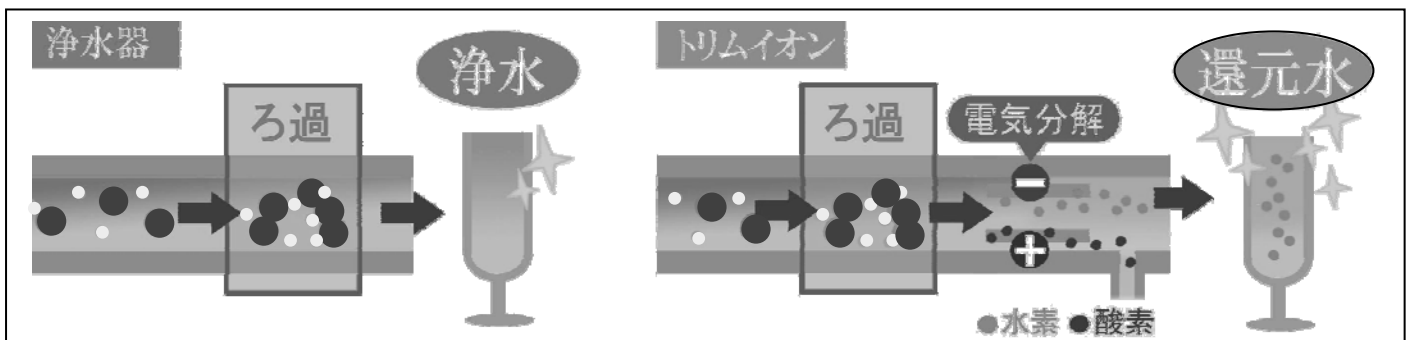 浄水器
浄水
ろ過
トリムイオン
還元水
ろ過
電気分解
−
+
●水素 ●酸素